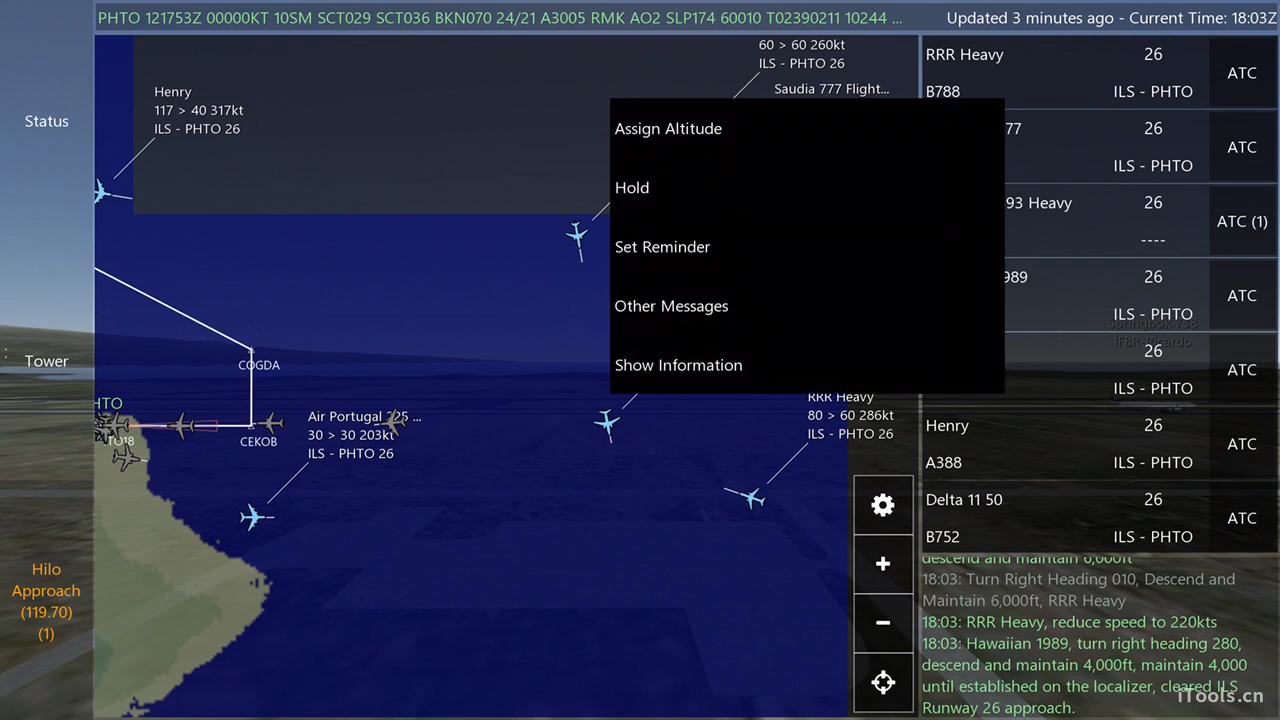 PHTO 121753Z 00000KT 10SM SCT029 SCT036 BKN070 24/21 A3005 RMK AO2 SLP174 60010 T02390211 10244 ...
Updated 3 minutes ago - Current Time: 18:03Z
Status
Tower
Hilo
Approach
(119.70)
(1)
Henry
117 > 40 317kt
ILS - PHTO 26
60 > 60 260kt
ILS - PHTO 26
Saudia 777 Flight...
Assign Altitude
Hold
Set Reminder
Other Messages
Show Information
COGDA
HTO
TO18
CEKOB
Air Portugal 225 ...
30 > 30 203kt
ILS - PHTO 26
RRR Heavy
80 > 60 286kt
ILS - PHTO 26
RRR Heavy 26
B788 ILS - PHTO
ATC
77 26
ILS - PHTO
ATC
93 Heavy 26
----
ATC (1)
989 26
ILS - PHTO
ATC
Springbok 738
IFBR-Ricardo
26
ILS - PHTO
ATC
Henry 26
A388 ILS - PHTO
ATC
Delta 11 50 26
B752 ILS - PHTO
ATC
descend and maintain 6,000ft
18:03: Turn Right Heading 010, Descend and
Maintain 6,000ft, RRR Heavy
18:03: RRR Heavy, reduce speed to 220kts
18:03: Hawaiian 1989, turn right heading 280,
descend and maintain 4,000ft, maintain 4,000
until established on the localizer, cleared ILS
Runway 26 approach.
iTools.cn